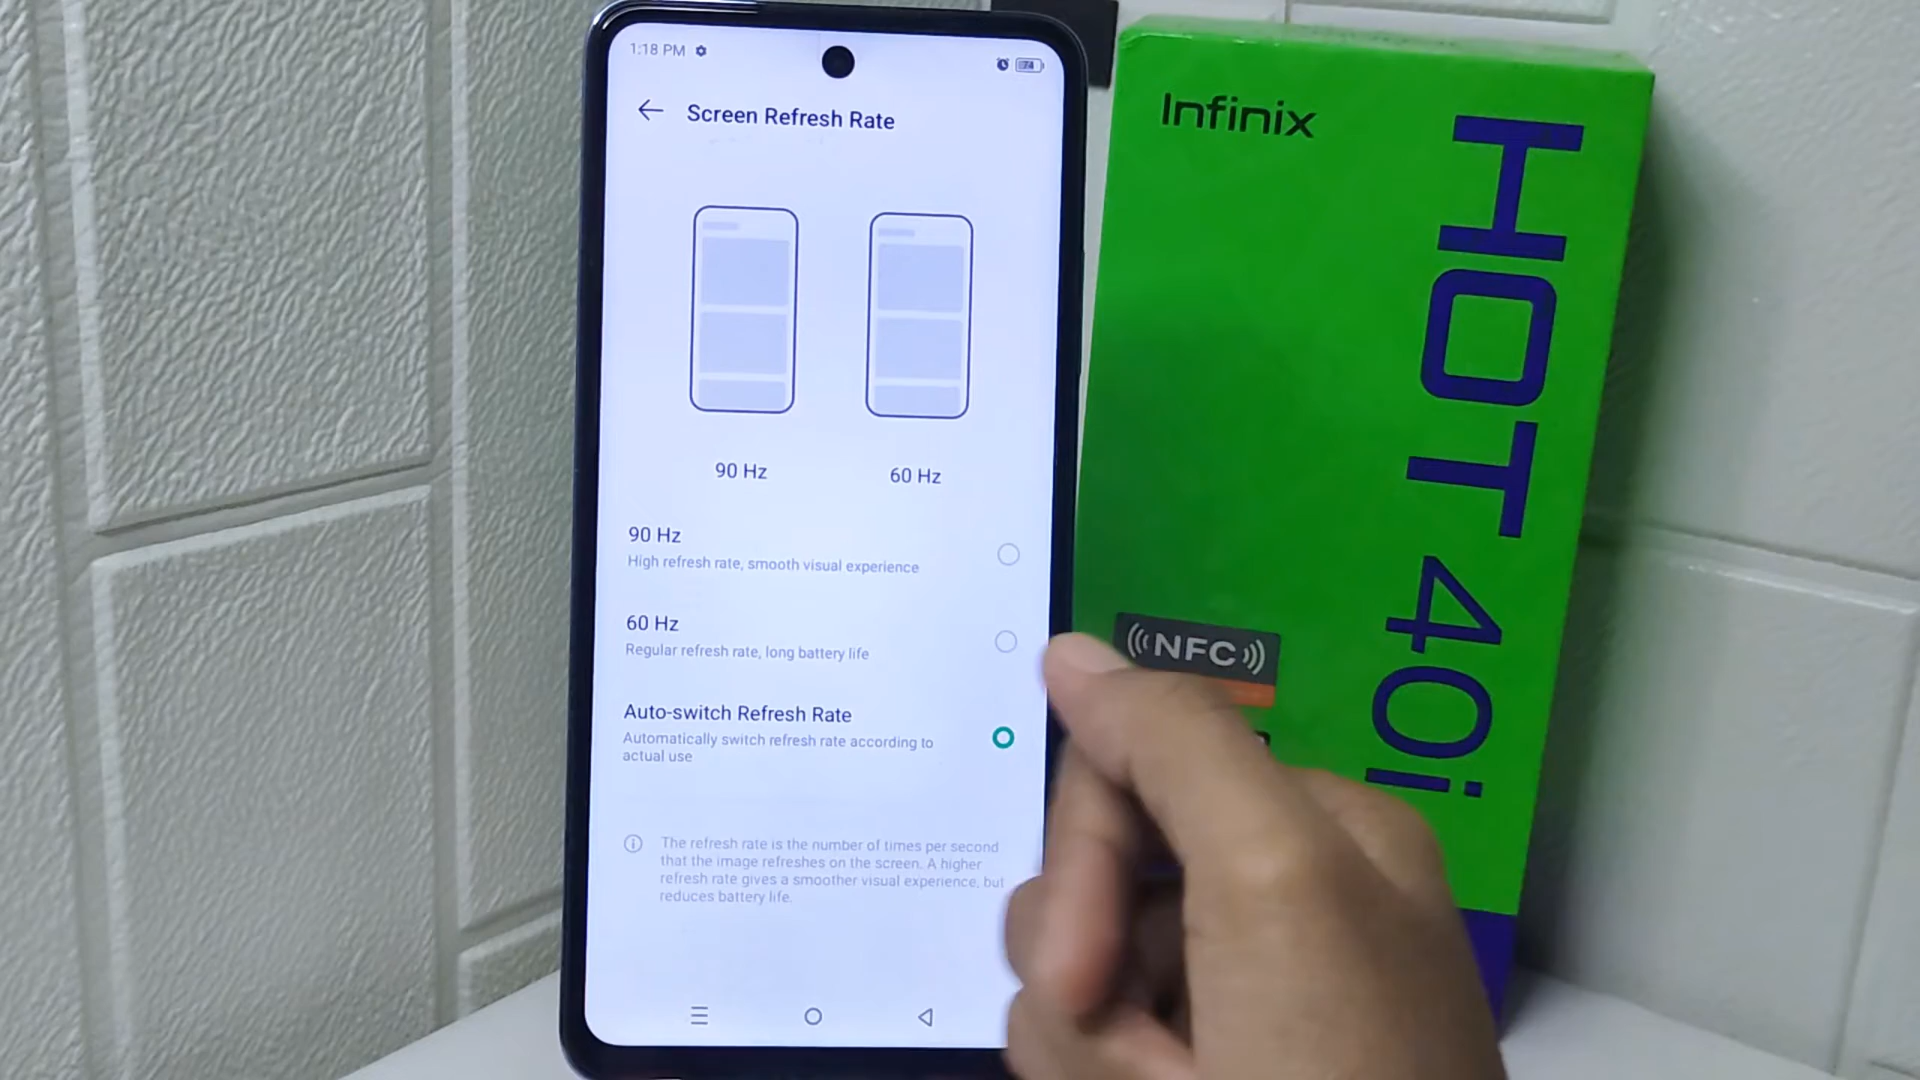 1:18 PM
74
Screen Refresh Rate
90 Hz
60 Hz
90 Hz
High refresh rate, smooth visual experience
60 Hz
Regular refresh rate, long battery life
Auto-switch Refresh Rate
Automatically switch refresh rate according to
actual use
The refresh rate is the number of times per second
that the image refreshes on the screen. A higher
refresh rate gives a smoother visual experience, but
reduces battery life.
Infinix
HOT 40i
NFC